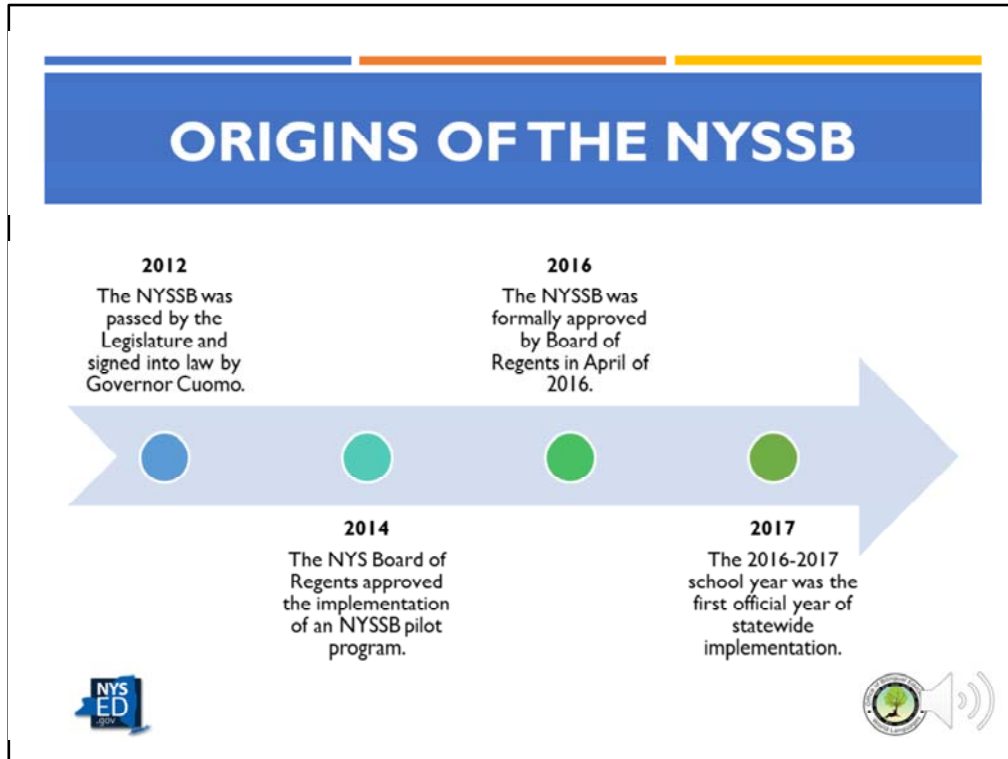 ORIGINS OF THE NYSSB
2012
The NYSSB was
passed by the
Legislature and
signed into law by
Governor Cuomo.
2014
The NYS Board of
Regents approved
the implementation
of an NYSSB pilot
program.
2016
The NYSSB was
formally approved
by Board of
Regents in April of
2016.
2017
The 2016-2017
school year was the
first official year of
statewide
implementation.
NYS
ED
.gov
World Languages